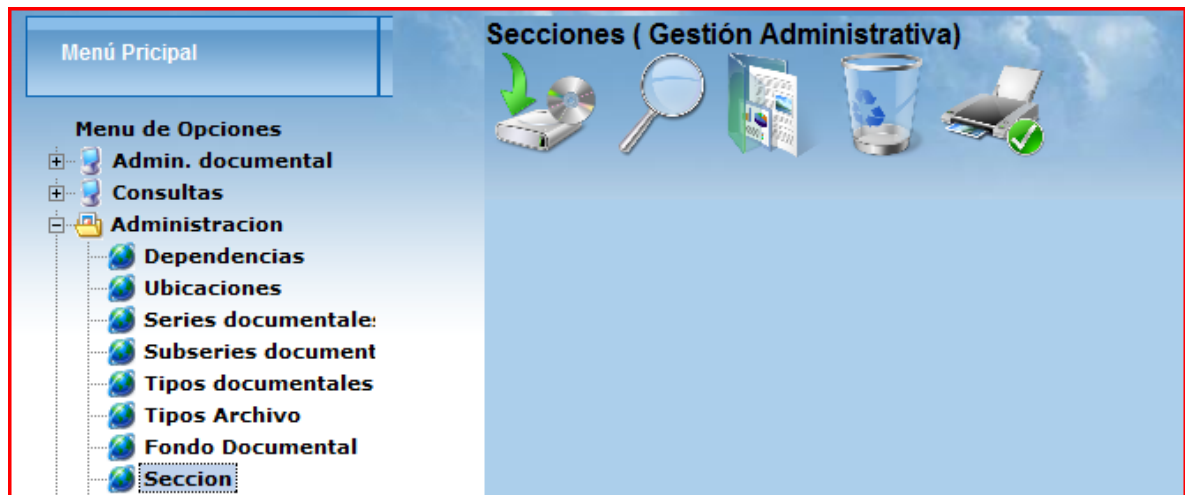 Menú Pricipal
Secciones ( Gestión Administrativa)
Menu de Opciones
Admin. documental
Consultas
Administracion
Dependencias
Ubicaciones
Series documentale
Subseries document
Tipos documentales
Tipos Archivo
Fondo Documental
Seccion